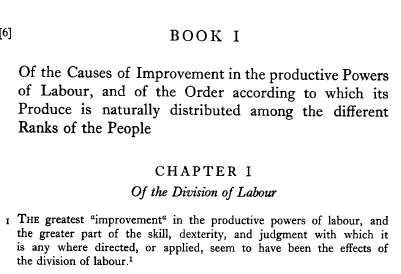 [6]
BOOK I
Of the Causes of Improvement in the productive Powers
of Labour, and of the Order according to which its
Produce is naturally distributed among the different
Ranks of the People
CHAPTER I
Of the Division of Labour
1 THE greatest ᵃimprovementᵃ in the productive powers of labour, and
the greater part of the skill, dexterity, and judgment with which it
is any where directed, or applied, seem to have been the effects of
the division of labour.¹